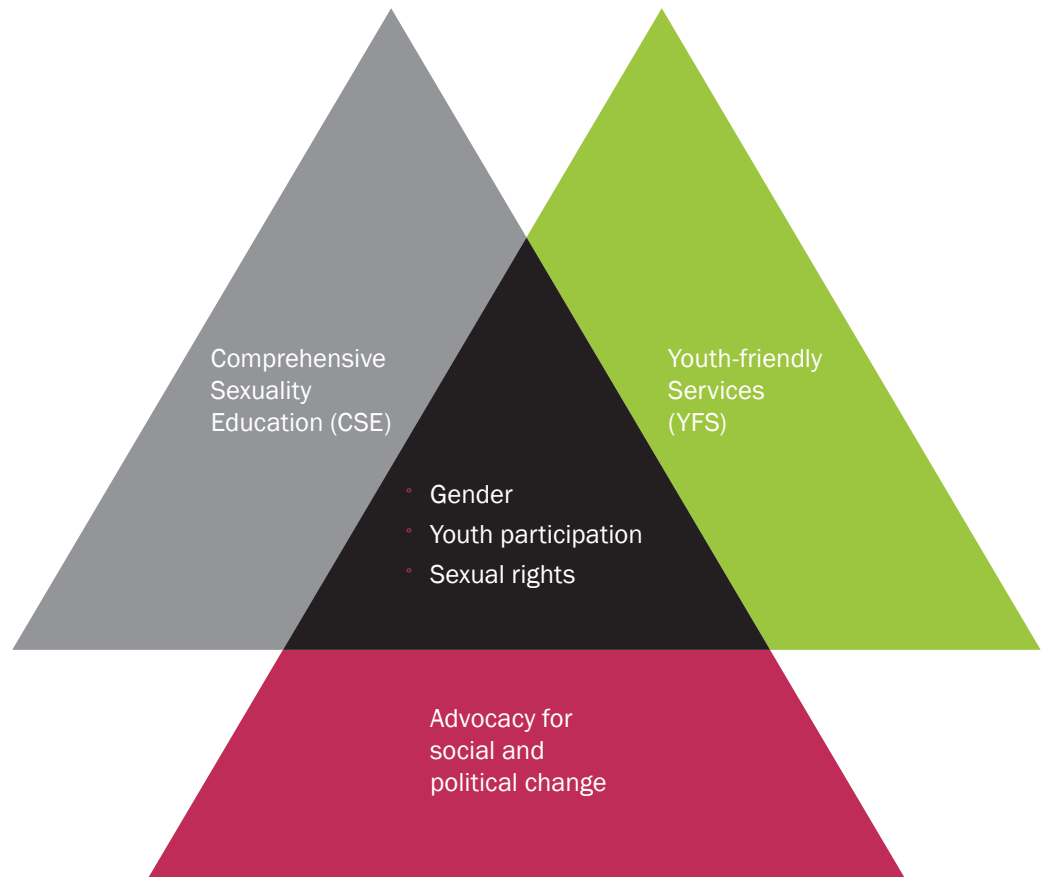 Comprehensive
Sexuality
Education (CSE)
Youth-friendly
Services
(YFS)
° Gender
° Youth participation
° Sexual rights
Advocacy for
social and
political change